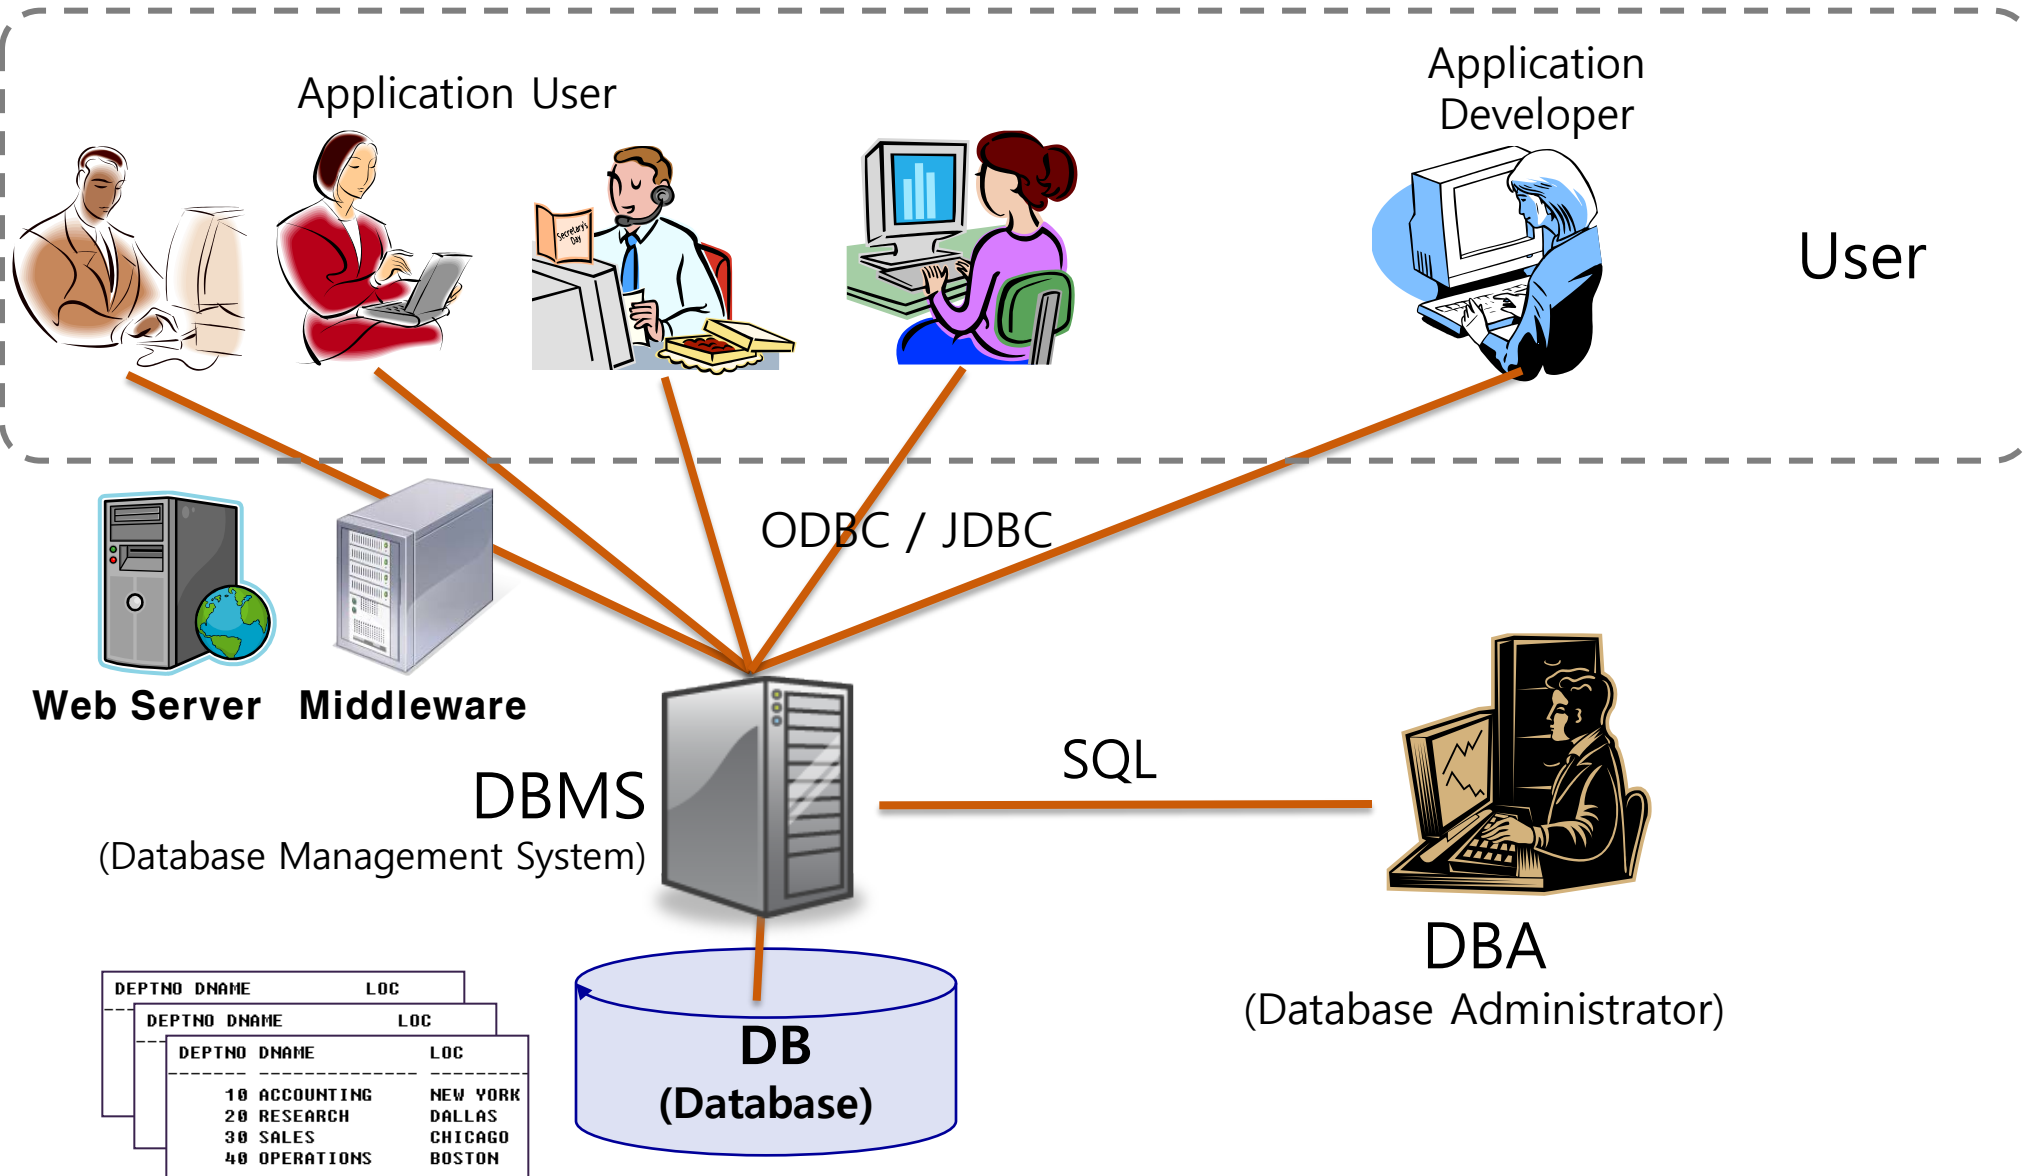 Application User
Application
Developer
Secretary's
Day
User
ODBC / JDBC
Web Server
Middleware
SQL
DBMS
(Database Management System)
DBA
(Database Administrator)
DB
(Database)
DEPTNO DNAME LOC
DEPTNO DNAME LOC
DEPTNO DNAME LOC
10 ACCOUNTING NEW YORK
20 RESEARCH DALLAS
30 SALES CHICAGO
40 OPERATIONS BOSTON